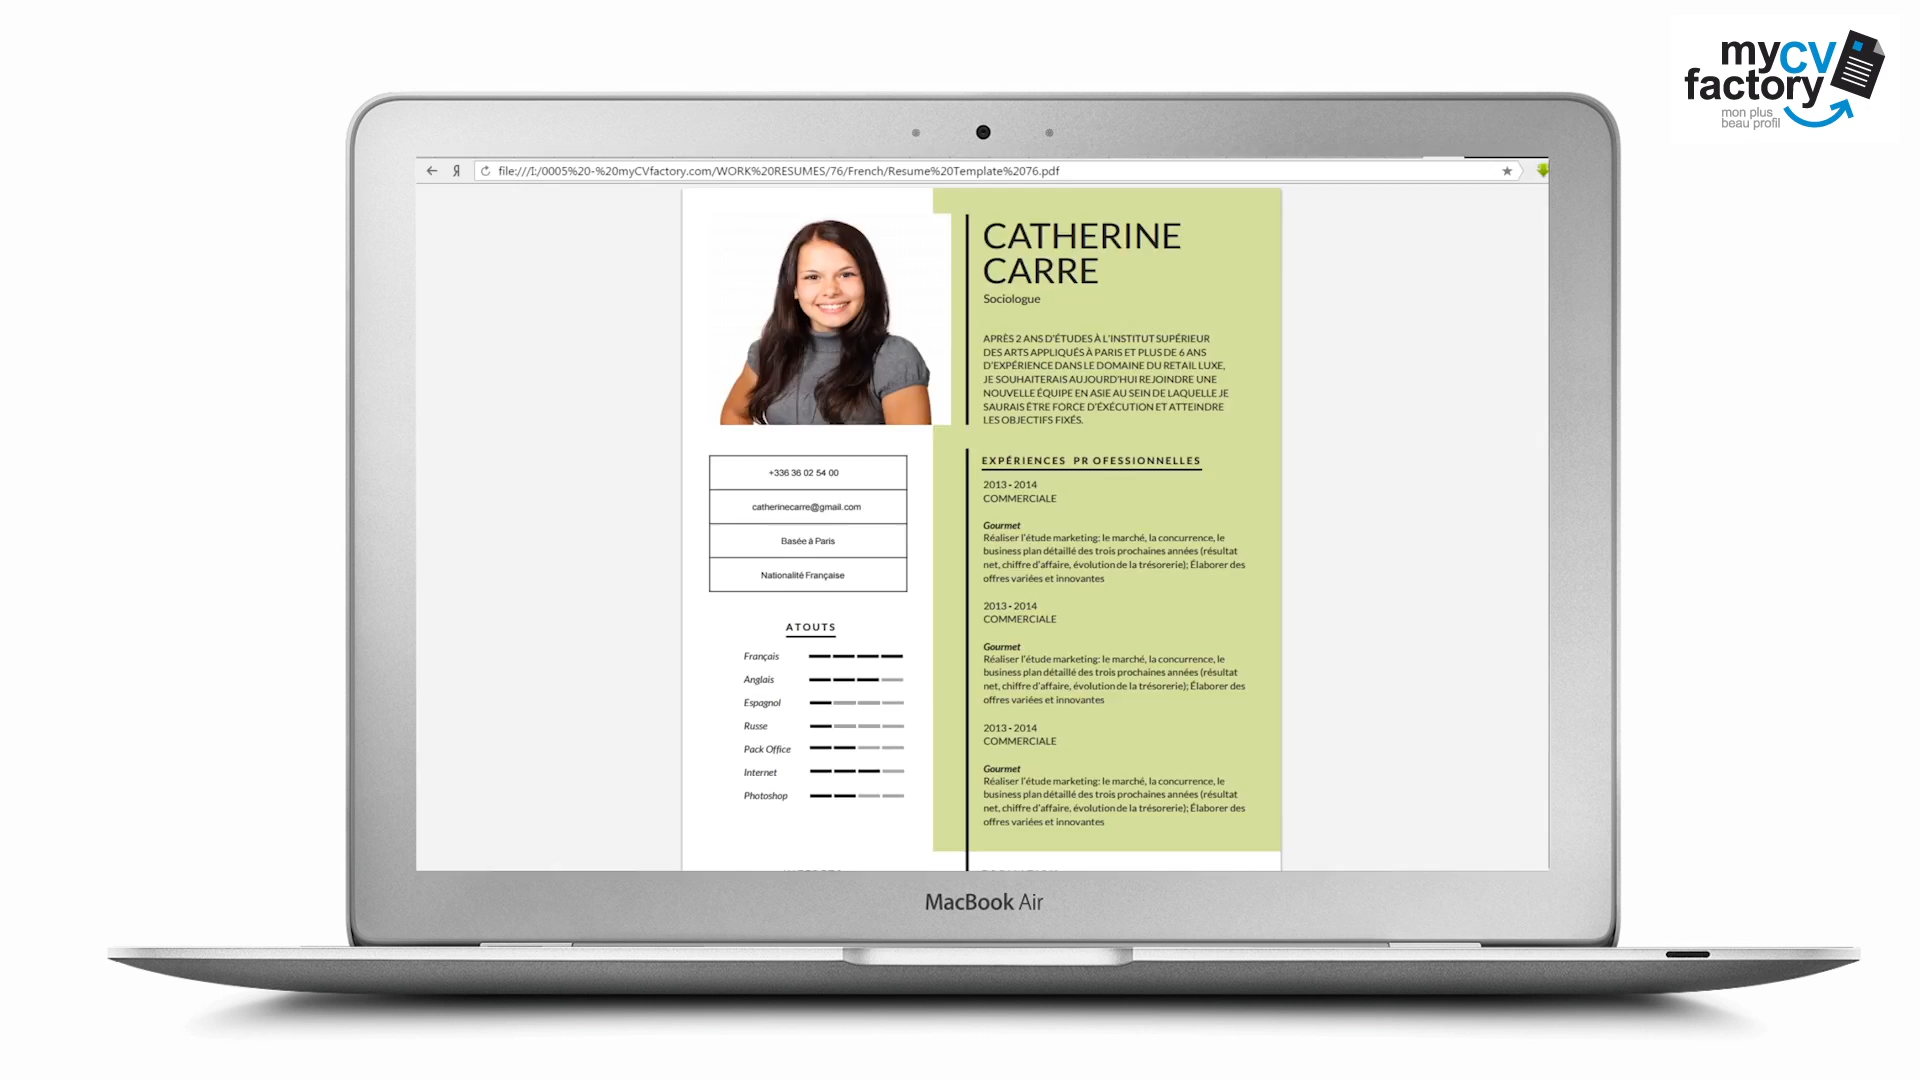 myCV
factory
mon plus
beau profil
file:///I:/0005%20-%20myCVfactory.com/WORK%20RESUMES/76/French/Resume%20Template%2076.pdf
CATHERINE
CARRE
Sociologue
APRÈS 2 ANS D'ÉTUDES À L'INSTITUT SUPÉRIEUR
DES ARTS APPLIQUÉS À PARIS ET PLUS DE 6 ANS
D'EXPÉRIENCE DANS LE DOMAINE DU RETAIL LUXE,
JE SOUHAITERAIS AUJOURD'HUI REJOINDRE UNE
NOUVELLE ÉQUIPE EN ASIE AU SEIN DE LAQUELLE JE
SAURAIS ÊTRE FORCE D'ÉXÉCUTION ET ATTEINDRE
LES OBJECTIFS FIXÉS.
+336 36 02 54 00
catherinecarre@gmail.com
Basée à Paris
Nationalité Française
ATOUTS
Français
Anglais
Espagnol
Russe
Pack Office
Internet
Photoshop
EXPÉRIENCES PR OFESSIONNELLES
2013 - 2014
COMMERCIALE
Gourmet
Réaliser l'étude marketing: le marché, la concurrence, le
business plan détaillé des trois prochaines années (résultat
net, chiffre d'affaire, évolution de la trésorerie); Élaborer des
offres variées et innovantes
2013 - 2014
COMMERCIALE
Gourmet
Réaliser l'étude marketing: le marché, la concurrence, le
business plan détaillé des trois prochaines années (résultat
net, chiffre d'affaire, évolution de la trésorerie); Élaborer des
offres variées et innovantes
2013 - 2014
COMMERCIALE
Gourmet
Réaliser l'étude marketing: le marché, la concurrence, le
business plan détaillé des trois prochaines années (résultat
net, chiffre d'affaire, évolution de la trésorerie); Élaborer des
offres variées et innovantes
MacBook Air